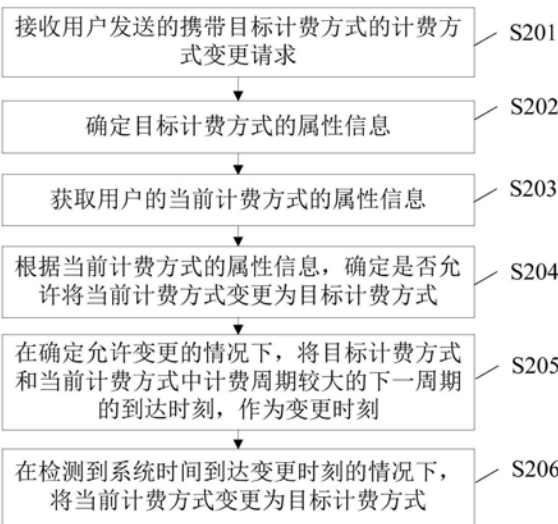 接收用户发送的携带目标计费方式的计费方
式变更请求
S201
确定目标计费方式的属性信息
S202
获取用户的当前计费方式的属性信息
S203
根据当前计费方式的属性信息，确定是否允
许将当前计费方式变更为目标计费方式
S204
在确定允许变更的情况下，将目标计费方式
和当前计费方式中计费周期较大的下一周期
的到达时刻，作为变更时刻
S205
在检测到系统时间到达变更时刻的情况下，
将当前计费方式变更为目标计费方式
S206